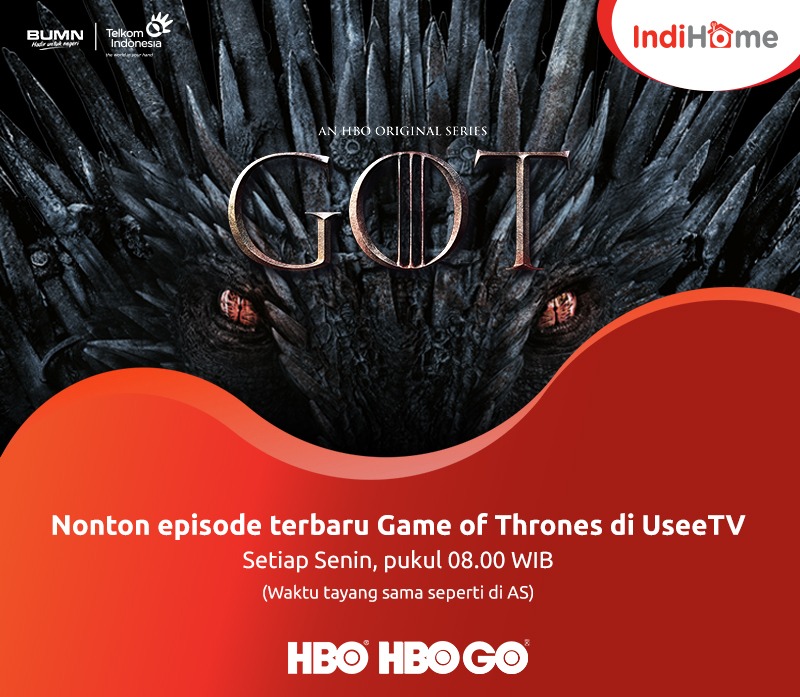 BUMN
Hadir untuk negeri
Telkom
Indonesia
the world in your hand
IndiHome
AN HBO ORIGINAL SERIES
GOT
Nonton episode terbaru Game of Thrones di UseeTV
Setiap Senin, pukul 08.00 WIB
(Waktu tayang sama seperti di AS)
HBO® HBO GO®